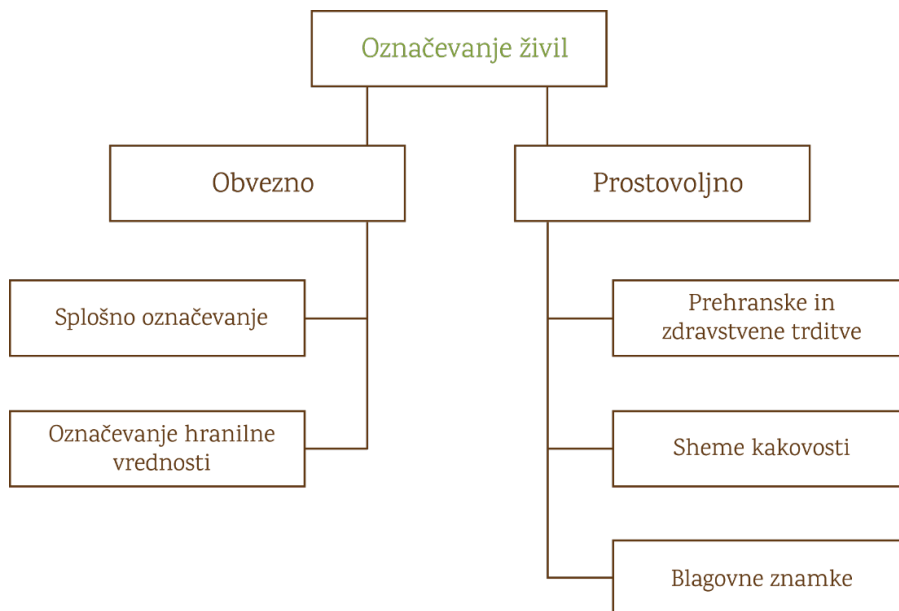 Označevanje živil
Obvezno
Prostovoljno
Splošno označevanje
Prehranske in
zdravstvene trditve
Označevanje hranilne
vrednosti
Sheme kakovosti
Blagovne znamke